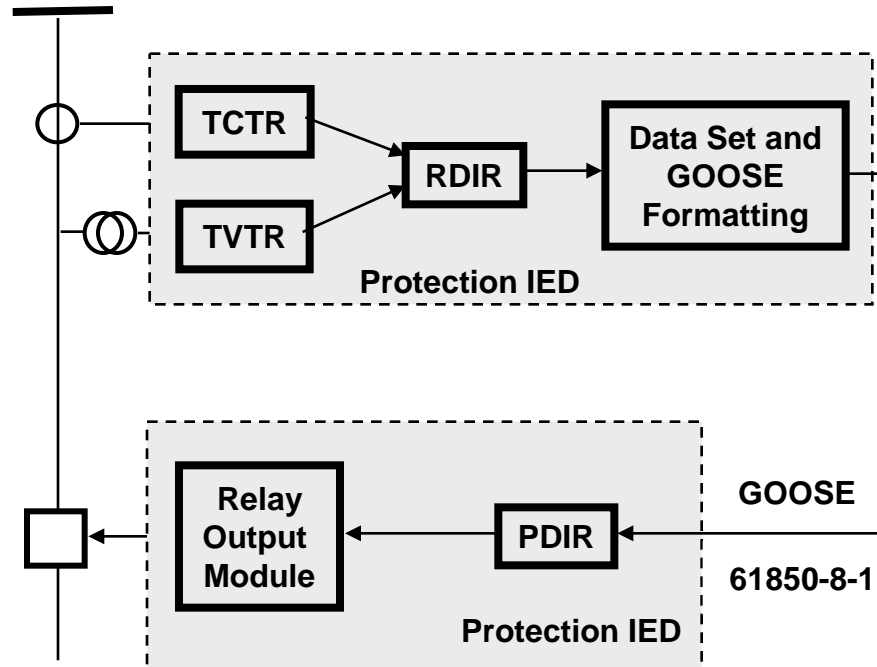 TCTR
TVTR
RDIR
Data Set and
GOOSE
Formatting
Protection IED
Relay
Output
Module
PDIR
GOOSE
61850-8-1
Protection IED